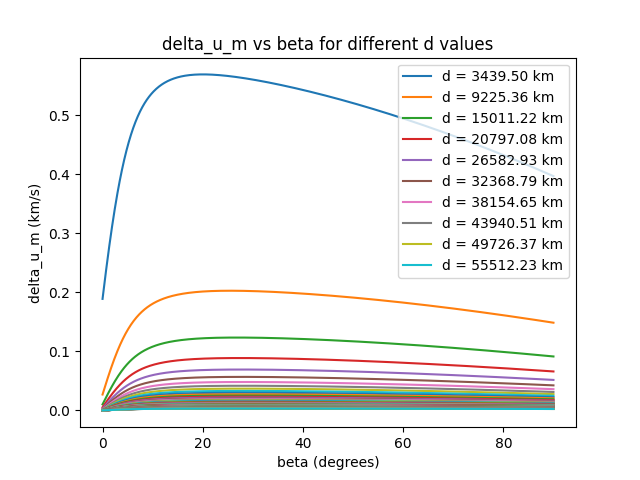 delta_u_m vs beta for different d values
d = 3439.50 km
d = 9225.36 km
d = 15011.22 km
d = 20797.08 km
d = 26582.93 km
d = 32368.79 km
d = 38154.65 km
d = 43940.51 km
d = 49726.37 km
d = 55512.23 km
delta_u_m (km/s)
0.5
0.4
0.3
0.2
0.1
0.0
0 20 40 60 80
beta (degrees)